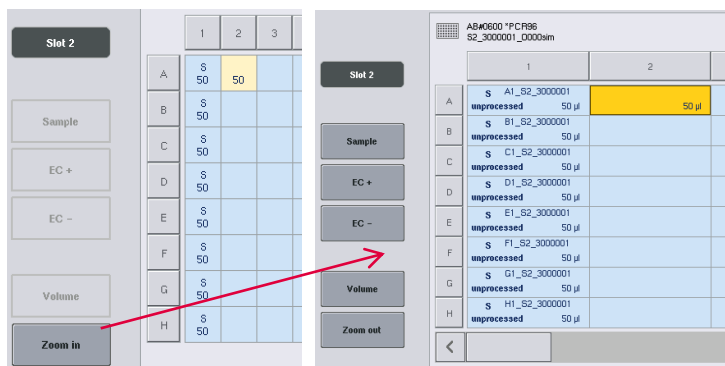 Slot 2
Sample
EC +
EC –
Volume
Zoom in
1 2 3
A S 50 50
B S 50
C S 50
D S 50
E S 50
F S 50
G S 50
H S 50
Slot 2
Sample
EC +
EC –
Volume
Zoom out
AB#0600 *PCR96
S2_3000001_D000sim
1 2
A S A1_S2_3000001
unprocessed 50 µl 50 µl
B S B1_S2_3000001
unprocessed 50 µl
C S C1_S2_3000001
unprocessed 50 µl
D S D1_S2_3000001
unprocessed 50 µl
E S E1_S2_3000001
unprocessed 50 µl
F S F1_S2_3000001
unprocessed 50 µl
G S G1_S2_3000001
unprocessed 50 µl
H S H1_S2_3000001
unprocessed 50 µl